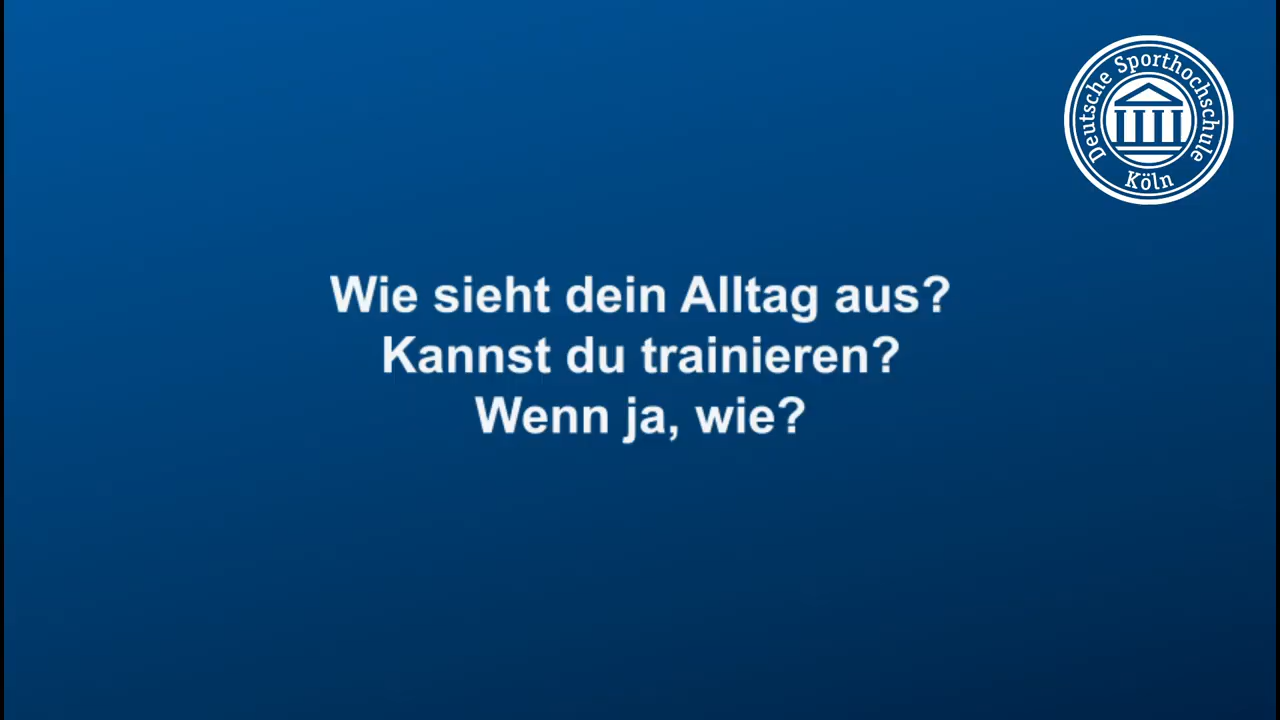 Deutsche Sporthochschule
Köln
Wie sieht dein Alltag aus?
Kannst du trainieren?
Wenn ja, wie?